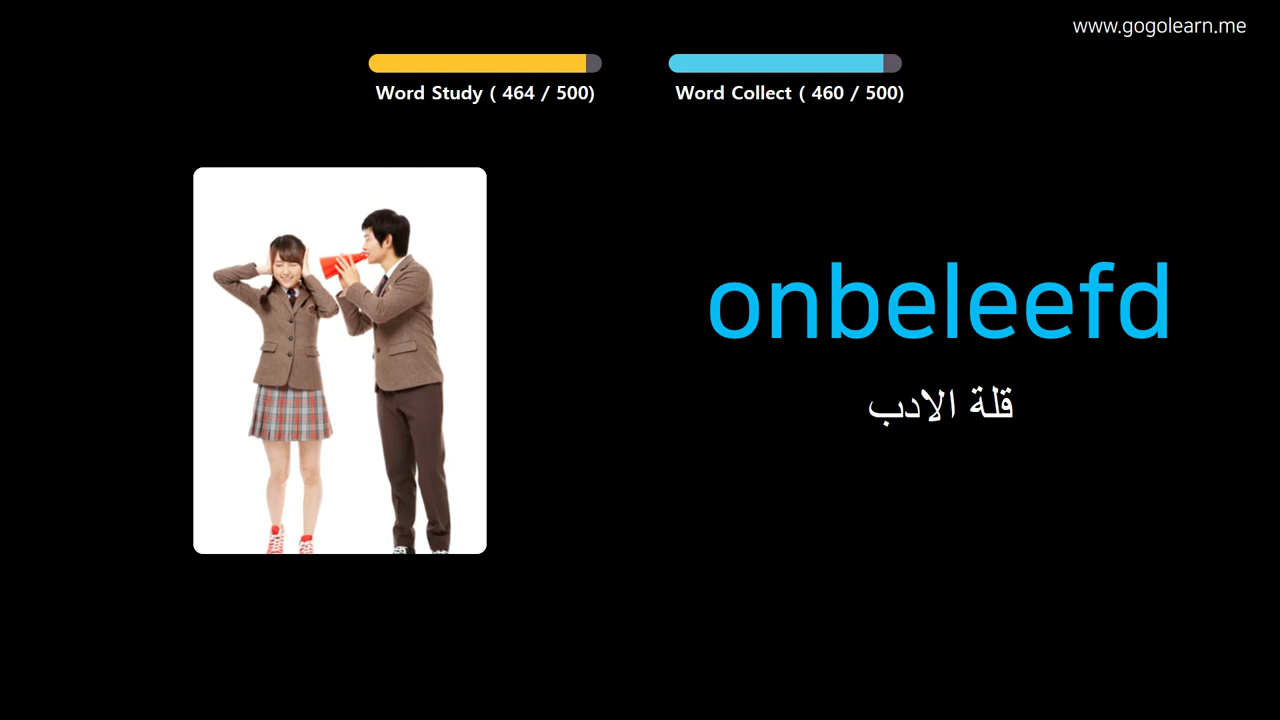 www.gogolearn.me
Word Study ( 464 / 500)
Word Collect ( 460 / 500)
onbeleefd
قلة الادب